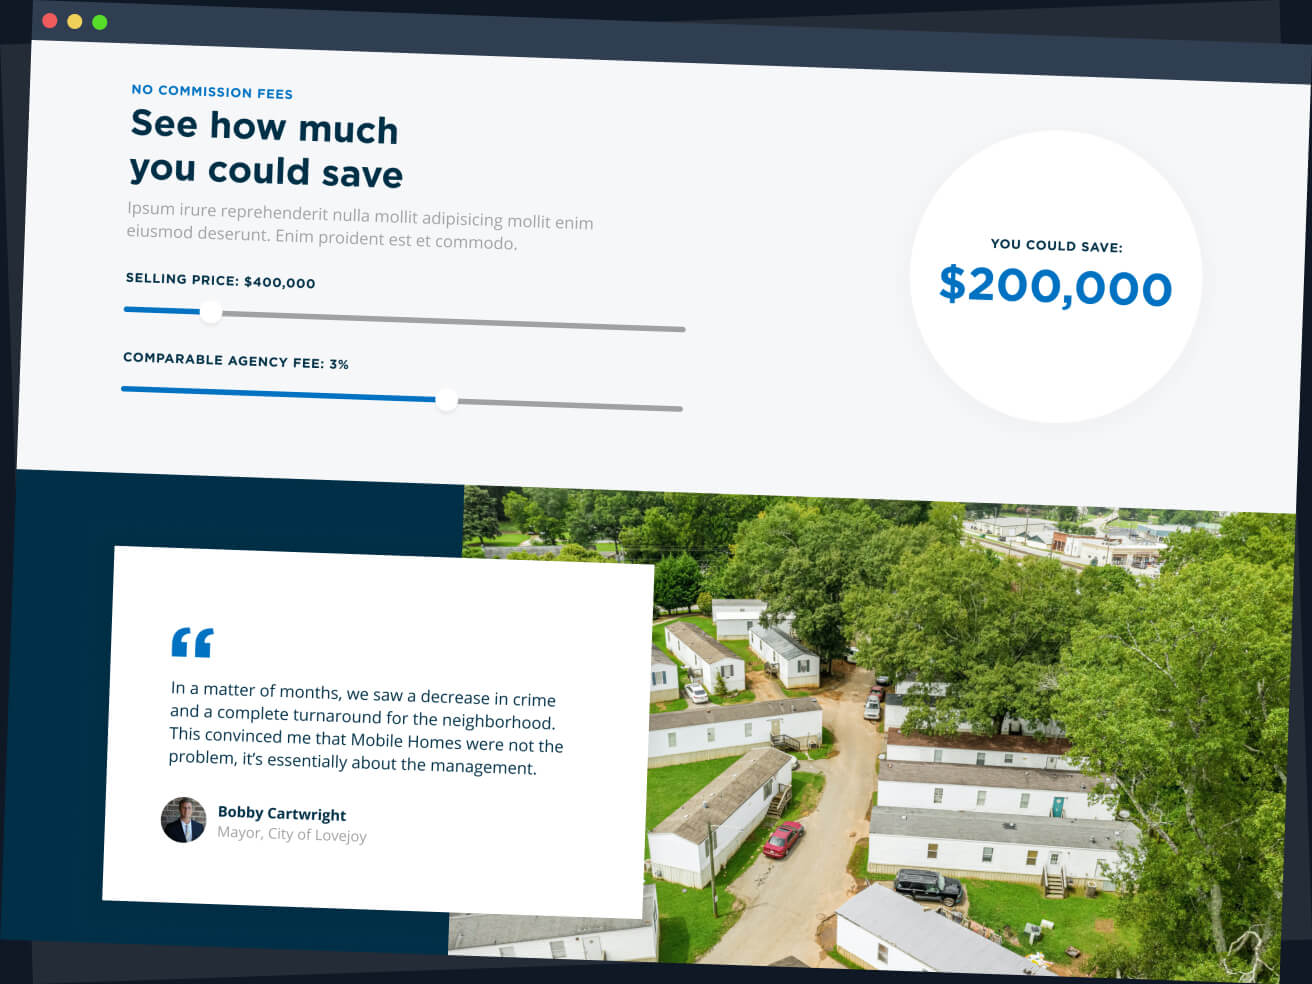 NO COMMISSION FEES
See how much
you could save
Ipsum irure reprehenderit nulla mollit adipisicing mollit enim
eiusmod deserunt. Enim proident est et commodo.
SELLING PRICE: $400,000
COMPARABLE AGENCY FEE: 3%
YOU COULD SAVE:
$200,000
“
In a matter of months, we saw a decrease in crime
and a complete turnaround for the neighborhood.
This convinced me that Mobile Homes were not the
problem, it’s essentially about the management.
Bobby Cartwright
Mayor, City of Lovejoy